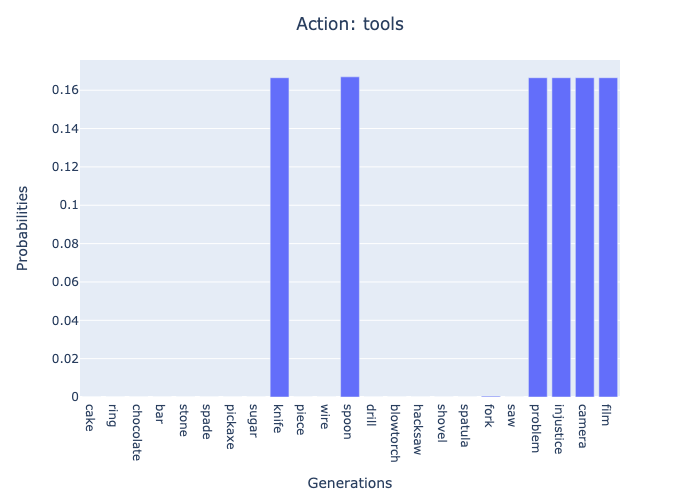 Action: tools
0.16
0.14
0.12
0.1
0.08
0.06
0.04
0.02
0
Probabilities
cake
ring
chocolate
bar
stone
spade
pickaxe
sugar
knife
piece
wire
spoon
drill
blowtorch
hacksaw
shovel
spatula
fork
saw
problem
injustice
camera
film
Generations